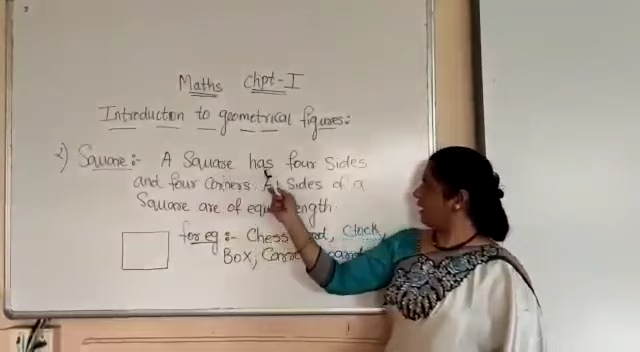 Maths Chpt-I
Introduction to geometrical figures:
2) Square:- A Square has four Sides
and four corners. Sides of a
Square are of length.
for eg:- Chess Clock,
Box,